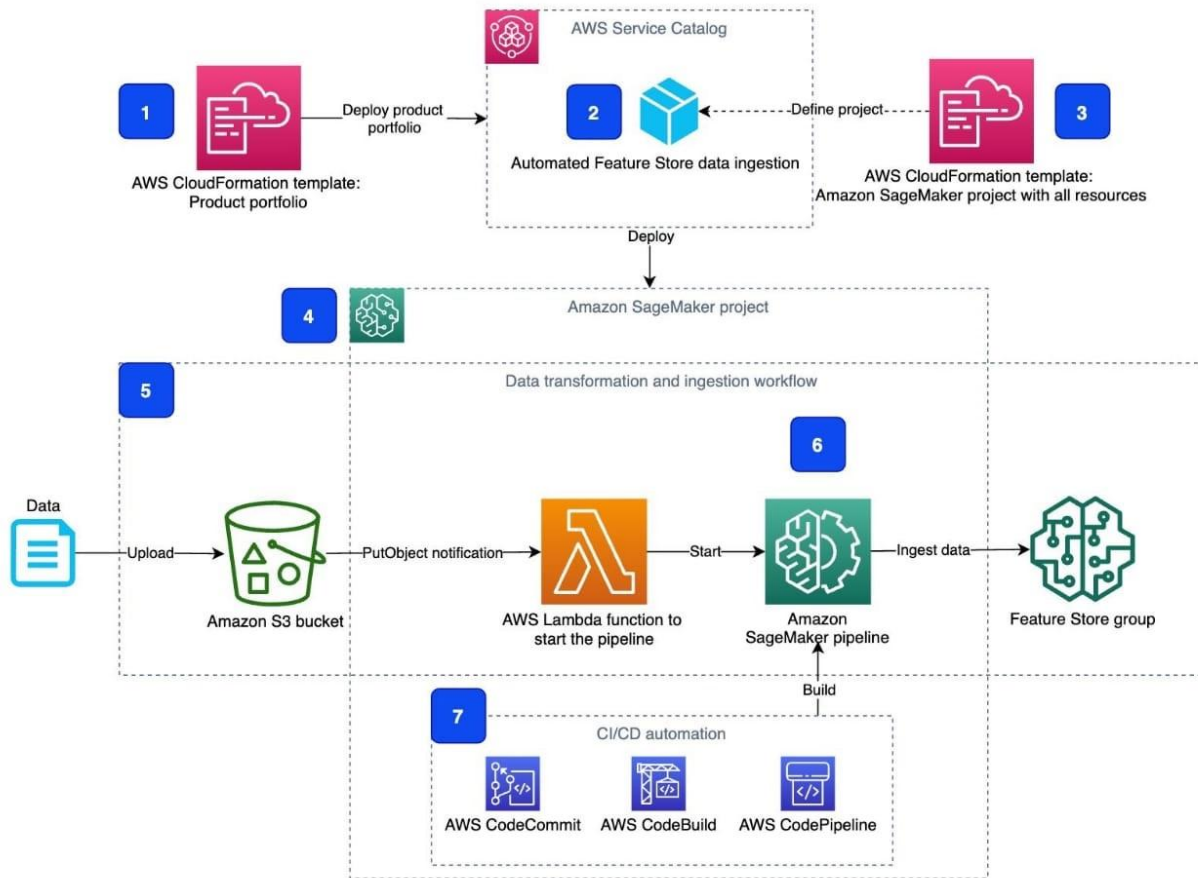 AWS Service Catalog
1
Deploy product
portfolio
2
Define project
3
Automated Feature Store data ingestion
AWS CloudFormation template:
Product portfolio
AWS CloudFormation template:
Amazon SageMaker project with all resources
Deploy
4
Amazon SageMaker project
5
Data transformation and ingestion workflow
6
Data
Upload
PutObject notification
Start
Ingest data
Amazon S3 bucket
AWS Lambda function to
start the pipeline
Amazon
SageMaker pipeline
Feature Store group
Build
7
CI/CD automation
AWS CodeCommit
AWS CodeBuild
AWS CodePipeline